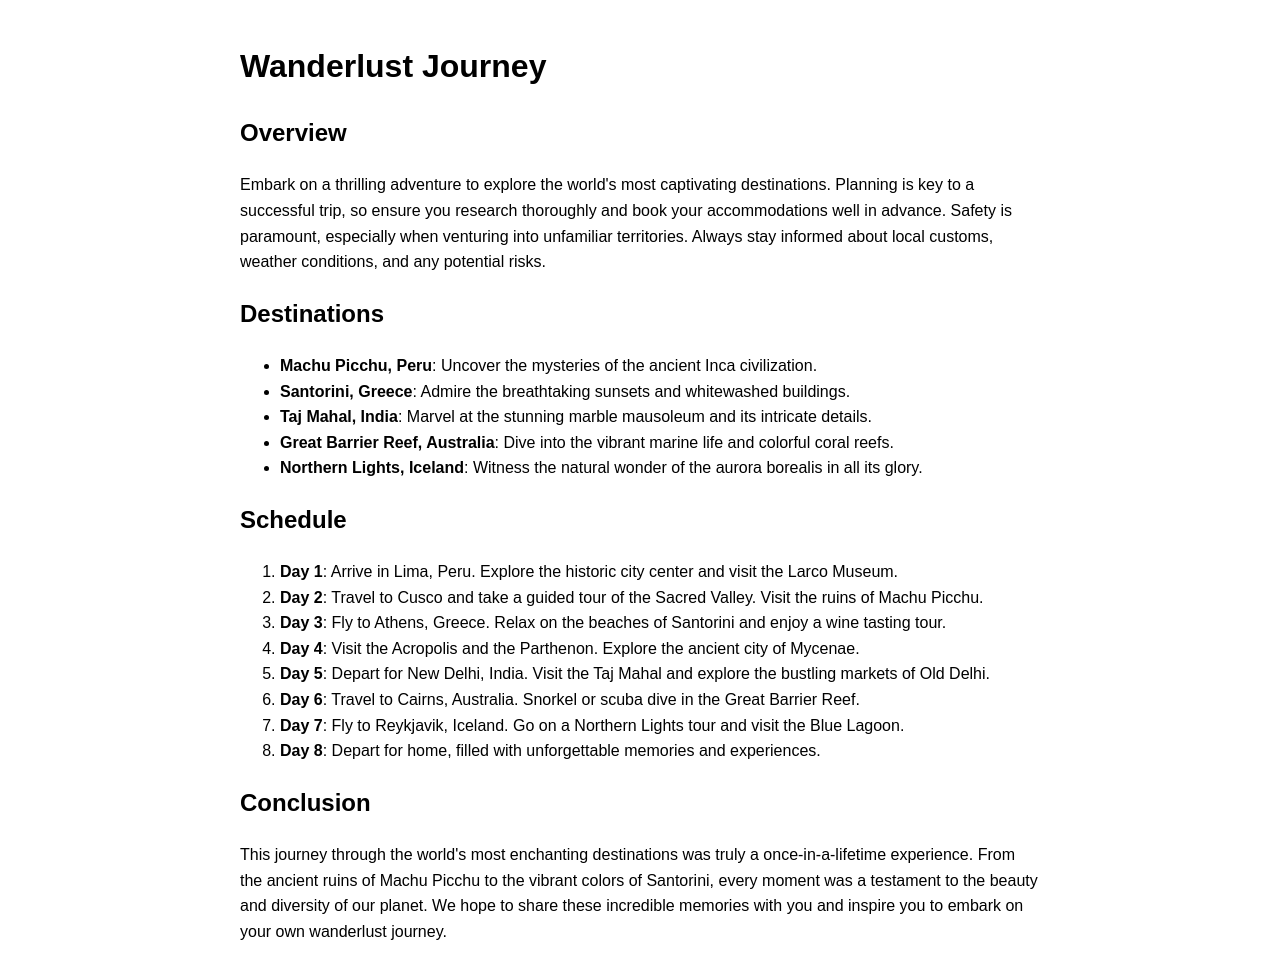 Wanderlust Journey
Overview
Embark on a thrilling adventure to explore the world's most captivating destinations. Planning is key to a
successful trip, so ensure you research thoroughly and book your accommodations well in advance. Safety is
paramount, especially when venturing into unfamiliar territories. Always stay informed about local customs,
weather conditions, and any potential risks.
Destinations
• Machu Picchu, Peru: Uncover the mysteries of the ancient Inca civilization.
• Santorini, Greece: Admire the breathtaking sunsets and whitewashed buildings.
• Taj Mahal, India: Marvel at the stunning marble mausoleum and its intricate details.
• Great Barrier Reef, Australia: Dive into the vibrant marine life and colorful coral reefs.
• Northern Lights, Iceland: Witness the natural wonder of the aurora borealis in all its glory.
Schedule
1. Day 1: Arrive in Lima, Peru. Explore the historic city center and visit the Larco Museum.
2. Day 2: Travel to Cusco and take a guided tour of the Sacred Valley. Visit the ruins of Machu Picchu.
3. Day 3: Fly to Athens, Greece. Relax on the beaches of Santorini and enjoy a wine tasting tour.
4. Day 4: Visit the Acropolis and the Parthenon. Explore the ancient city of Mycenae.
5. Day 5: Depart for New Delhi, India. Visit the Taj Mahal and explore the bustling markets of Old Delhi.
6. Day 6: Travel to Cairns, Australia. Snorkel or scuba dive in the Great Barrier Reef.
7. Day 7: Fly to Reykjavik, Iceland. Go on a Northern Lights tour and visit the Blue Lagoon.
8. Day 8: Depart for home, filled with unforgettable memories and experiences.
Conclusion
This journey through the world's most enchanting destinations was truly a once-in-a-lifetime experience. From
the ancient ruins of Machu Picchu to the vibrant colors of Santorini, every moment was a testament to the beauty
and diversity of our planet. We hope to share these incredible memories with you and inspire you to embark on
your own wanderlust journey.